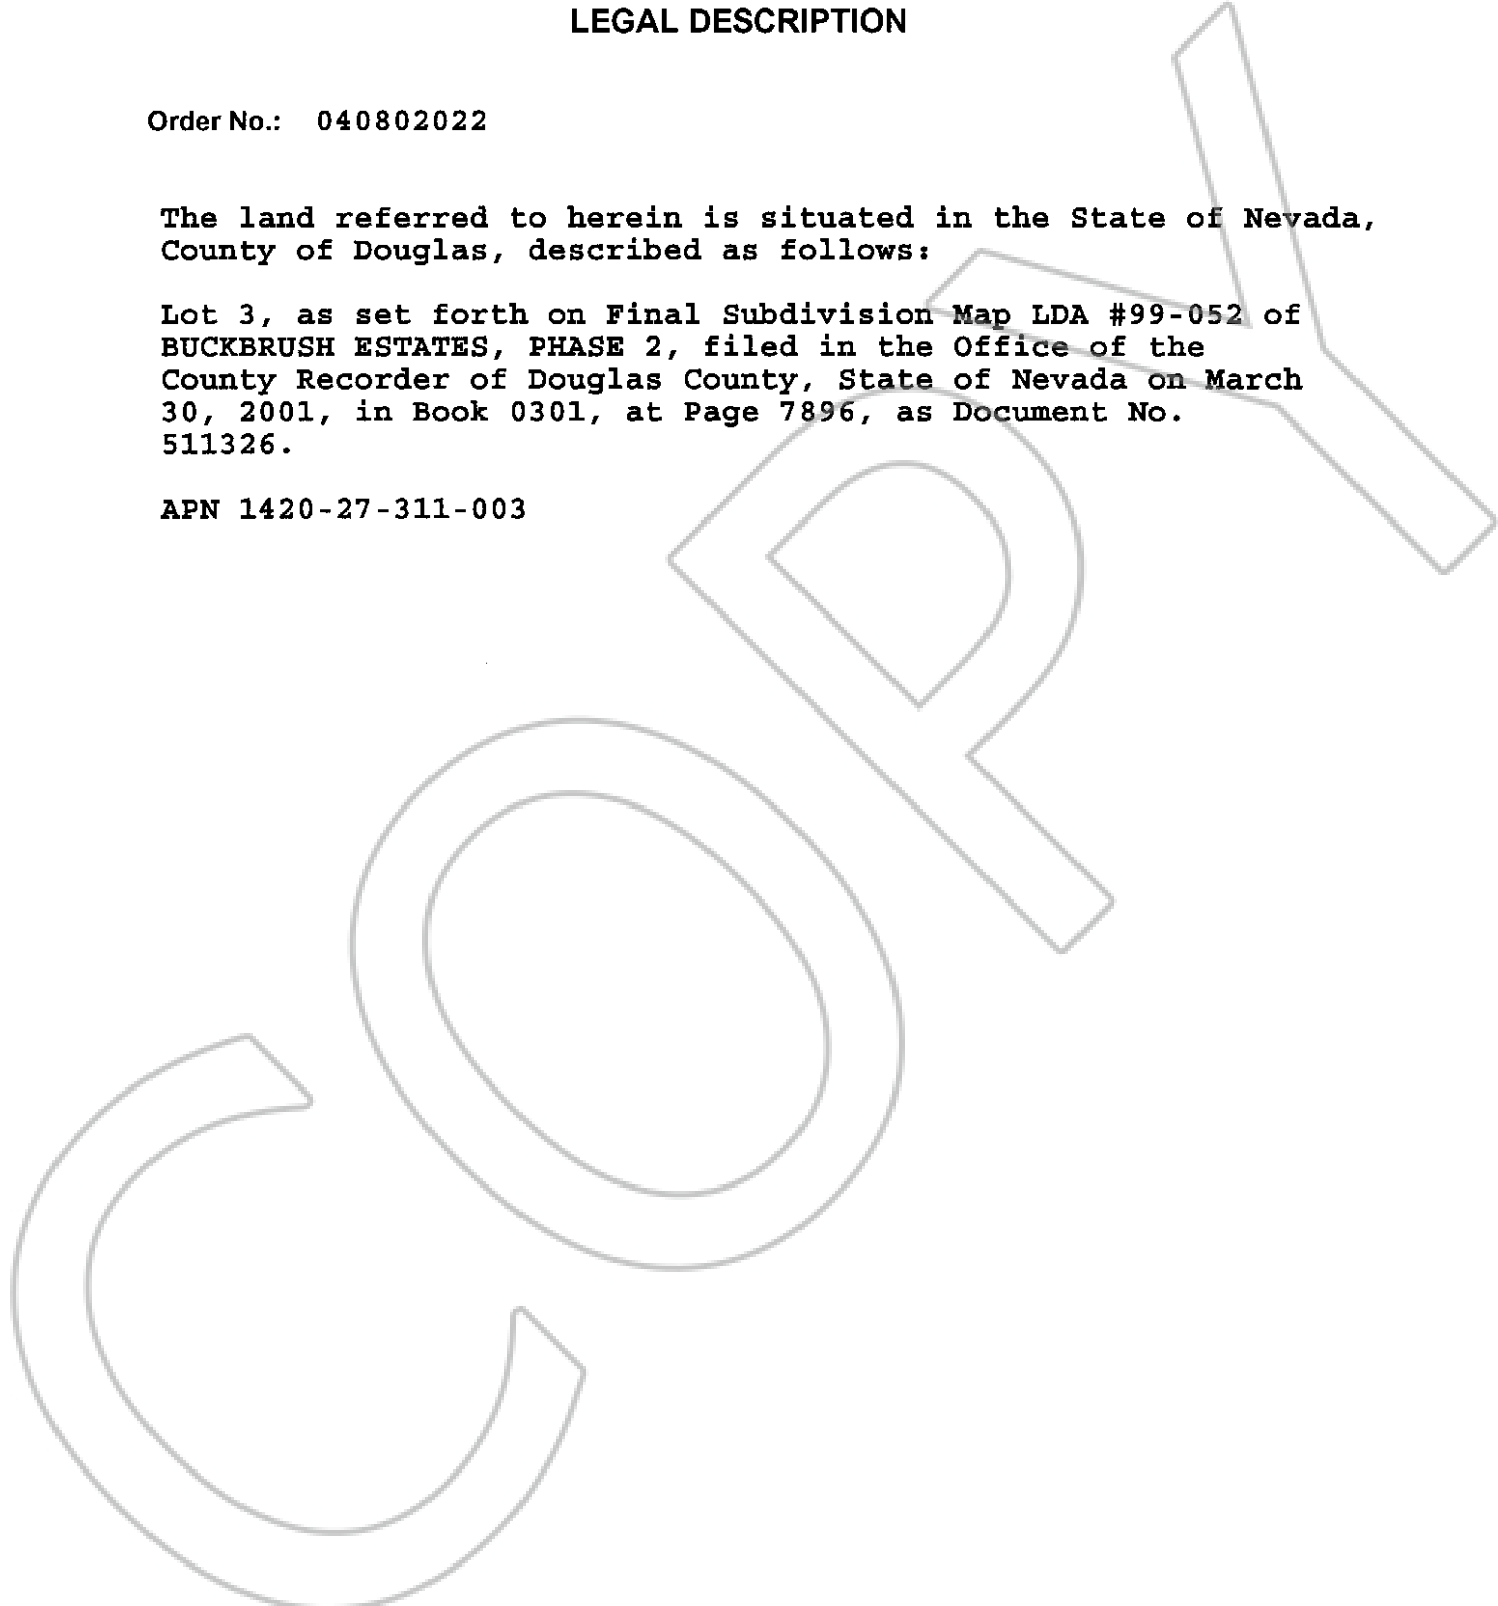 LEGAL DESCRIPTION
Order No.: 040802022
The land referred to herein is situated in the State of Nevada,
County of Douglas, described as follows:
Lot 3, as set forth on Final Subdivision Map LDA #99-052 of
BUCKBRUSH ESTATES, PHASE 2, filed in the Office of the
County Recorder of Douglas County, State of Nevada on March
30, 2001, in Book 0301, at Page 7896, as Document No.
511326.
APN 1420-27-311-003
COPY